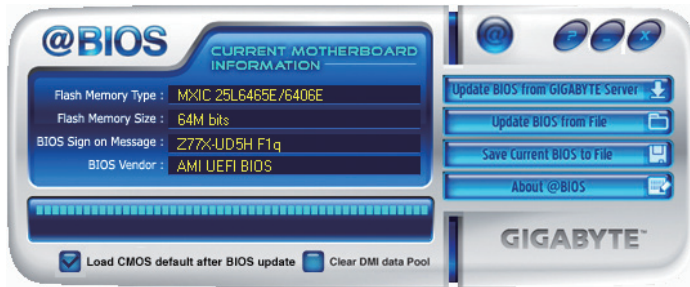 @BIOS
CURRENT MOTHERBOARD
INFORMATION
Flash Memory Type : MXIC 25L6465E/6406E
Flash Memory Size : 64M bits
BIOS Sign on Message : Z77X-UD5H F1q
BIOS Vendor : AMI UEFI BIOS
Load CMOS default after BIOS update
Clear DMI data Pool
@
? - X
Update BIOS from GIGABYTE Server
Update BIOS from File
Save Current BIOS to File
About @BIOS
GIGABYTE™